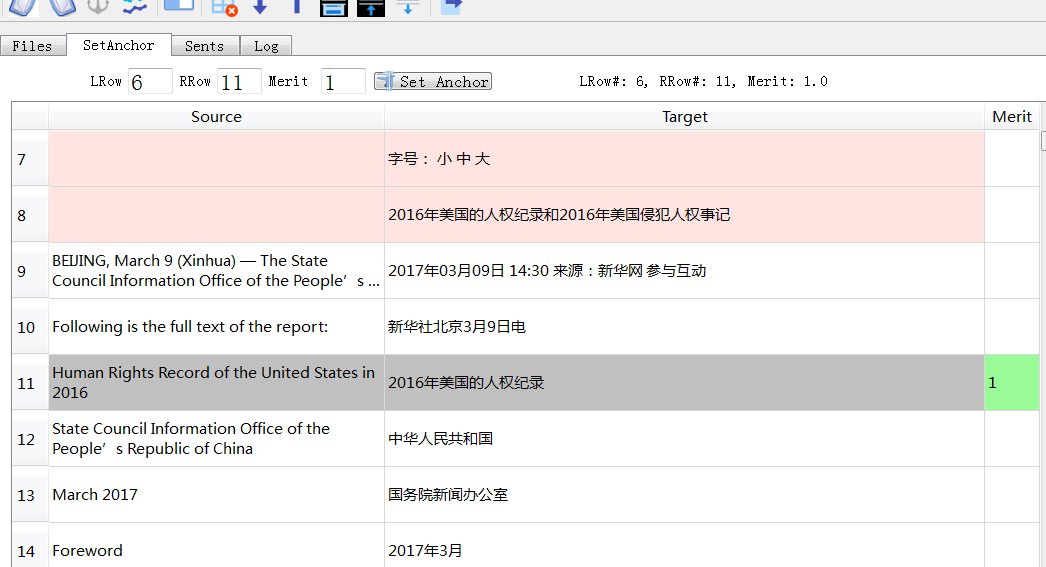 Files SetAnchor Sents Log
LRow 6 RRow 11 Merit 1 Set Anchor LRow#: 6, RRow#: 11, Merit: 1.0
Source Target Merit
7 字号： 小 中 大
8 2016年美国的人权纪录和2016年美国侵犯人权事记
BEIJING, March 9 (Xinhua) — The State
9 Council Information Office of the People’s ... 2017年03月09日 14:30 来源：新华网 参与互动
10 Following is the full text of the report: 新华社北京3月9日电
Human Rights Record of the United States in
11 2016 2016年美国的人权纪录 1
State Council Information Office of the
12 People’s Republic of China 中华人民共和国
13 March 2017 国务院新闻办公室
14 Foreword 2017年3月